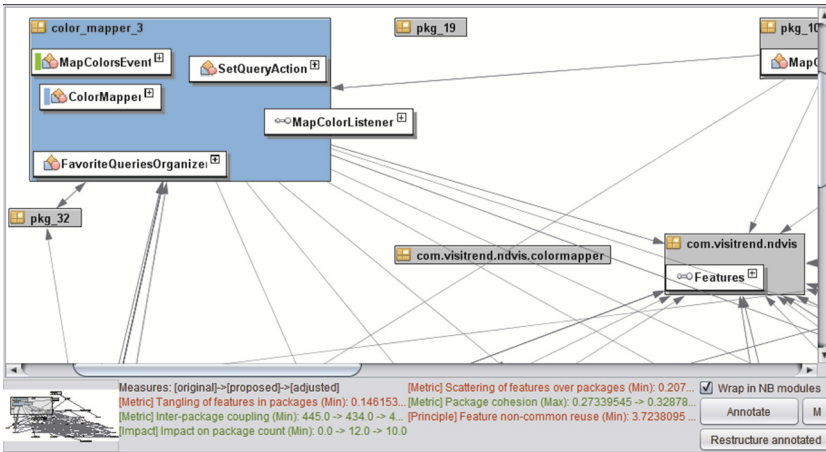 color_mapper_3
pkg_19
pkg_10
MapColorsEvent
SetQueryAction
MapC
ColorMapper
MapColorListener
FavoriteQueriesOrganizer
pkg_32
com.visitrend.ndvis
com.visitrend.ndvis.colormapper
Features
Measures: [original]->[proposed]->[adjusted]
[Metric] Scattering of features over packages (Min): 0.207...
Wrap in NB modules
[Metric] Tangling of features in packages (Min): 0.146153...
[Metric] Package cohesion (Max): 0.27339545 -> 0.32878...
Annotate
M
[Metric] Inter-package coupling (Min): 445.0 -> 434.0 -> 4...
[Principle] Feature non-common reuse (Min): 3.7238095 ...
[Impact] Impact on package count (Min): 0.0 -> 12.0 -> 10.0
Restructure annotated